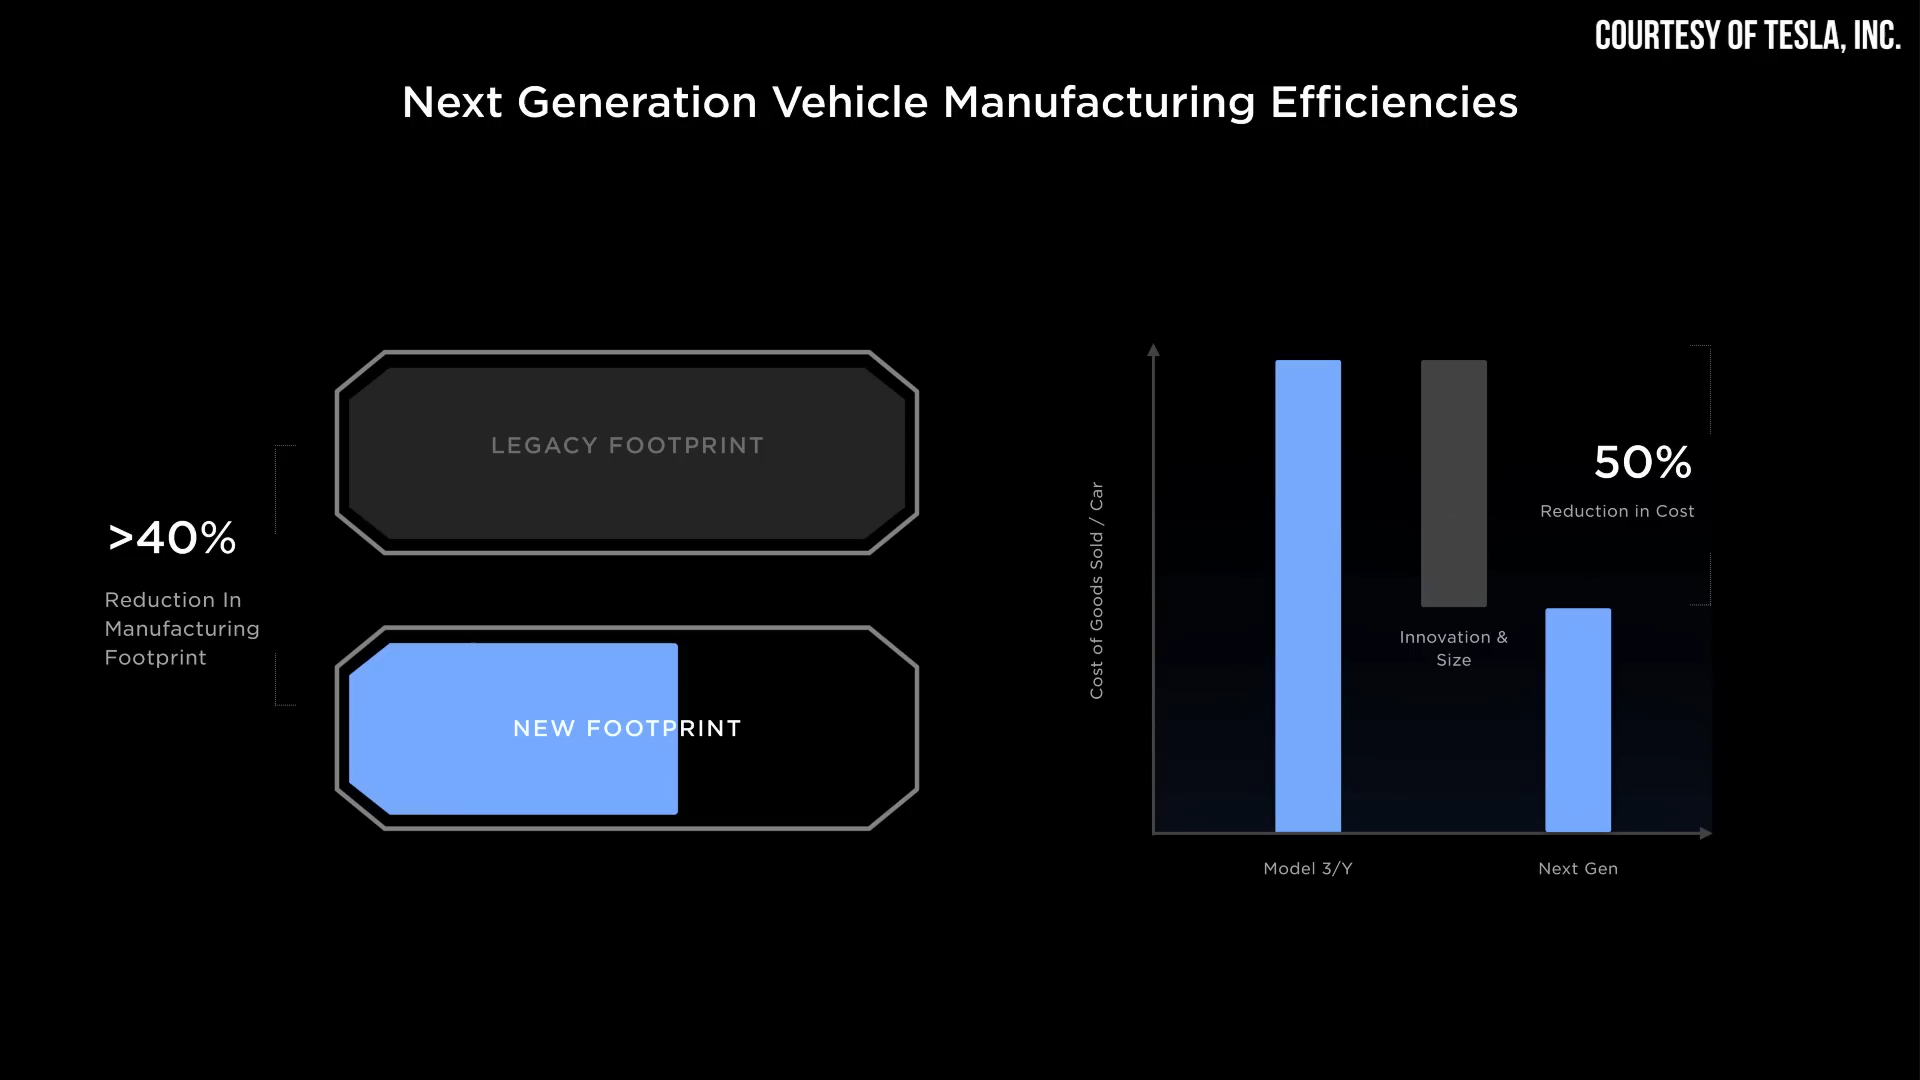 COURTESY OF TESLA, INC.
Next Generation Vehicle Manufacturing Efficiencies
>40%
Reduction In
Manufacturing
Footprint
LEGACY FOOTPRINT
NEW FOOTPRINT
Cost of Goods Sold / Car
50%
Reduction in Cost
Innovation &
Size
Model 3/Y
Next Gen